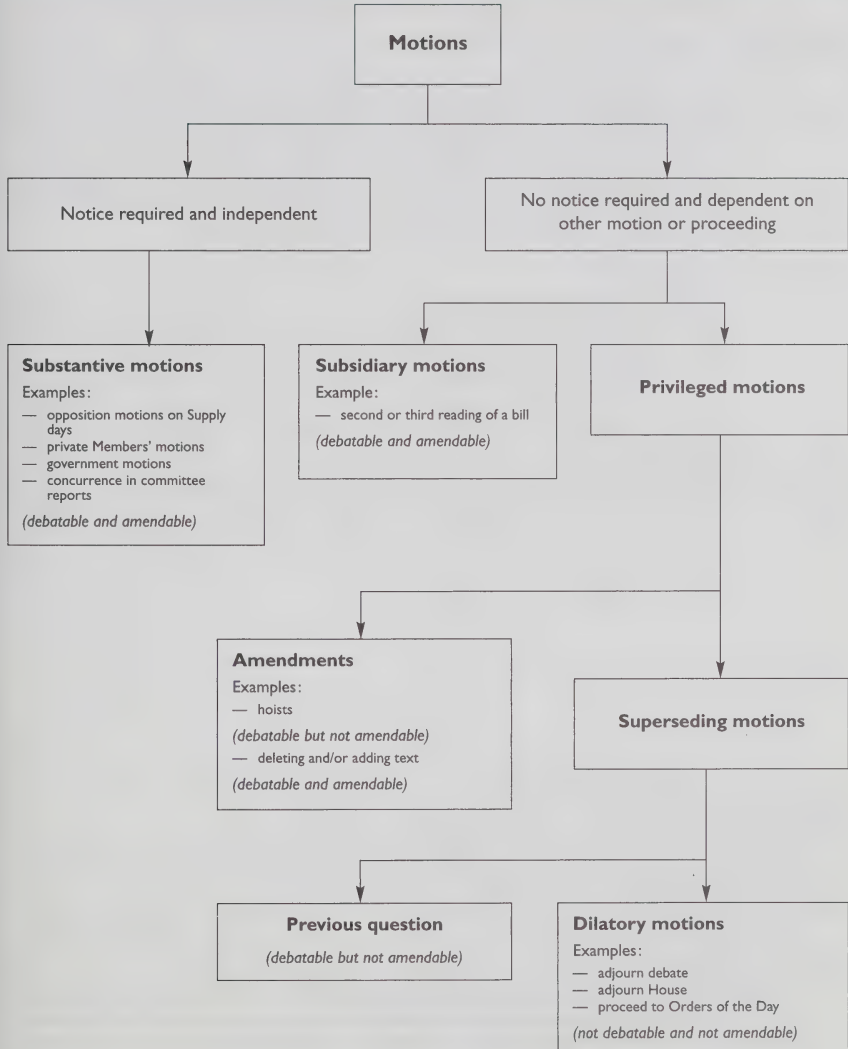 Motions
Notice required and independent
No notice required and dependent on
other motion or proceeding
Substantive motions
Examples:
— opposition motions on Supply
days
— private Members' motions
— government motions
— concurrence in committee
reports
(debatable and amendable)
Subsidiary motions
Example:
— second or third reading of a bill
(debatable and amendable)
Privileged motions
Amendments
Examples:
— hoists
(debatable but not amendable)
— deleting and/or adding text
(debatable and amendable)
Superseding motions
Previous question
(debatable but not amendable)
Dilatory motions
Examples:
— adjourn debate
— adjourn House
— proceed to Orders of the Day
(not debatable and not amendable)